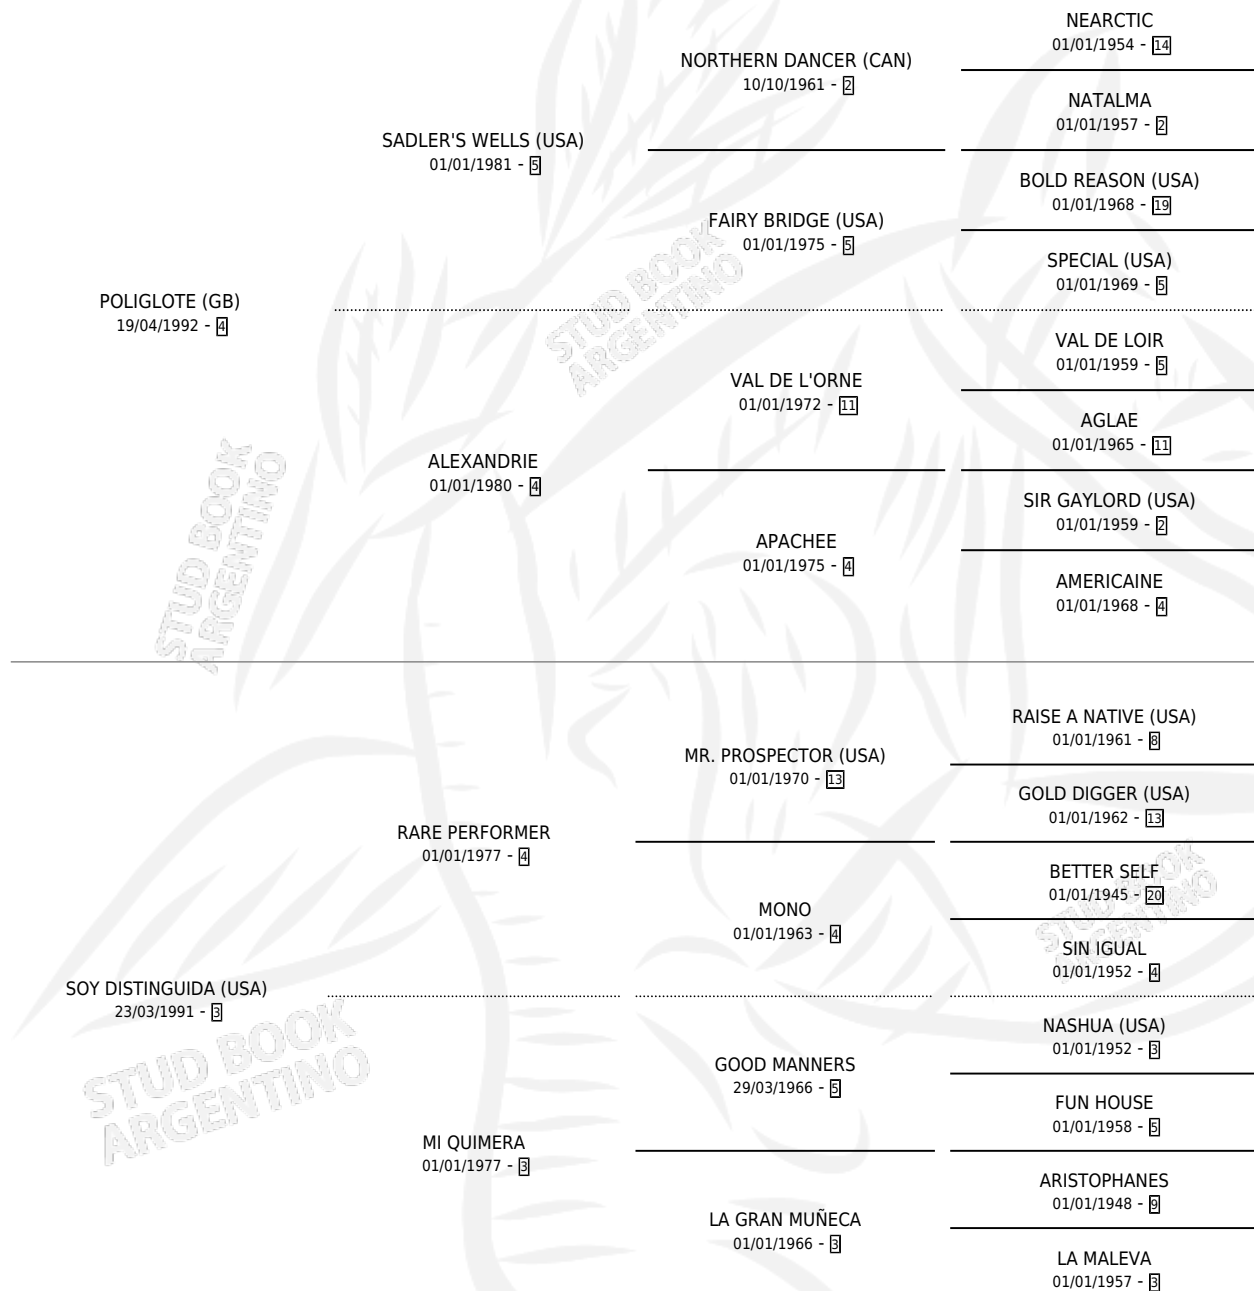 NEARCTIC
01/01/1954 - 14
NORTHERN DANCER (CAN)
10/10/1961 - 2
NATALMA
01/01/1957 - 2
SADLER'S WELLS (USA)
01/01/1981 - 5
BOLD REASON (USA)
01/01/1968 - 19
FAIRY BRIDGE (USA)
01/01/1975 - 5
SPECIAL (USA)
01/01/1969 - 5
POLIGLOTE (GB)
19/04/1992 - 4
STUD BOOK
ARGENTINO
VAL DE LOIR
01/01/1959 - 5
VAL DE L'ORNE
01/01/1972 - 11
AGLAE
01/01/1965 - 11
ALEXANDRIE
01/01/1980 - 4
SIR GAYLORD (USA)
01/01/1959 - 2
APACHEE
01/01/1975 - 4
AMERICAINE
01/01/1968 - 4
STUD BOOK
ARGENTINO
RAISE A NATIVE (USA)
01/01/1961 - 8
MR. PROSPECTOR (USA)
01/01/1970 - 13
GOLD DIGGER (USA)
01/01/1962 - 13
RARE PERFORMER
01/01/1977 - 4
BETTER SELF
01/01/1945 - 20
MONO
01/01/1963 - 4
SIN IGUAL
01/01/1952 - 4
STUD BOOK
ARGENTINO
SOY DISTINGUIDA (USA)
23/03/1991 - 3
NASHUA (USA)
01/01/1952 - 3
GOOD MANNERS
29/03/1966 - 5
FUN HOUSE
01/01/1958 - 5
STUD BOOK
ARGENTINO
MI QUIMERA
01/01/1977 - 3
ARISTOPHANES
01/01/1948 - 9
LA GRAN MUÑECA
01/01/1966 - 3
LA MALEVA
01/01/1957 - 3